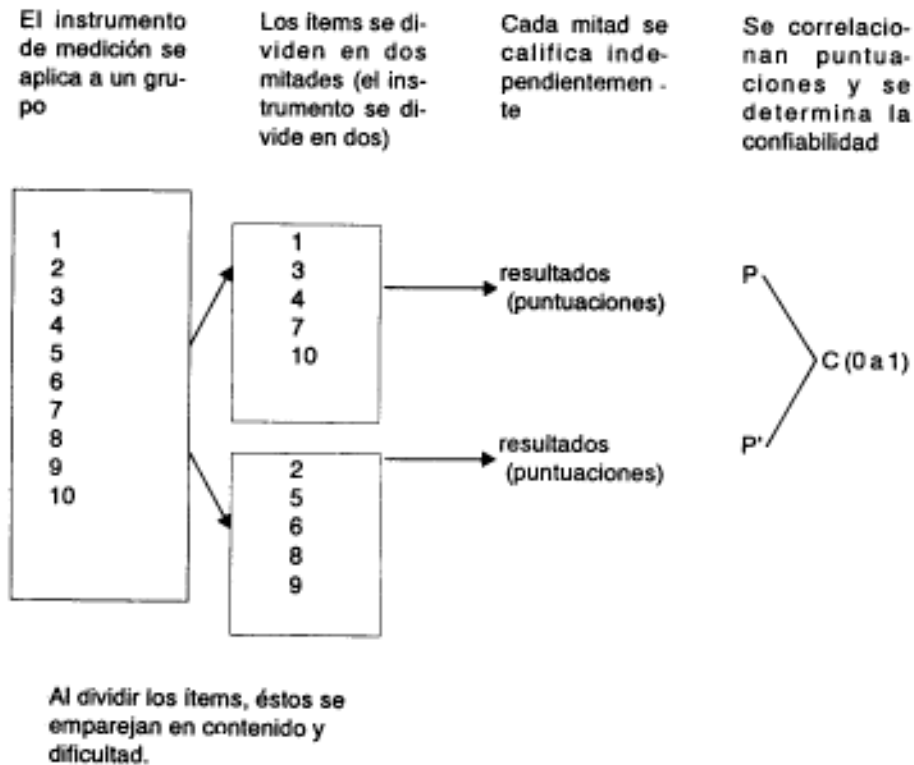 El instrumento
de medición se
aplica a un gru-
po
Los ítems se di-
viden en dos
mitades (el ins-
trumento se di-
vide en dos)
Cada mitad se
califica inde-
pendientemen -
te
Se correlacio-
nan puntua-
ciones y se
determina la
confiabilidad
1
2
3
4
5
6
7
8
9
10
1
3
4
7
10
2
5
6
8
9
resultados
(puntuaciones)
resultados
(puntuaciones)
P
C (0 a 1)
P'
Al dividir los ítems, éstos se
emparejan en contenido y
dificultad.